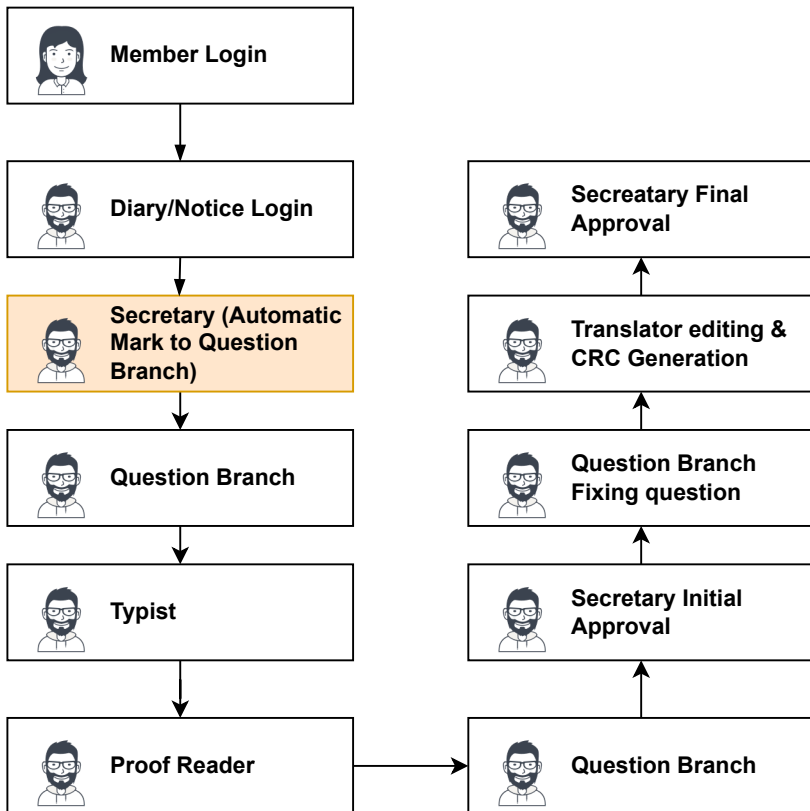 Member Login
Diary/Notice Login
Secretary (Automatic
Mark to Question
Branch)
Question Branch
Typist
Proof Reader
Question Branch
Secretary Initial
Approval
Question Branch
Fixing question
Translator editing &
CRC Generation
Secreatary Final
Approval